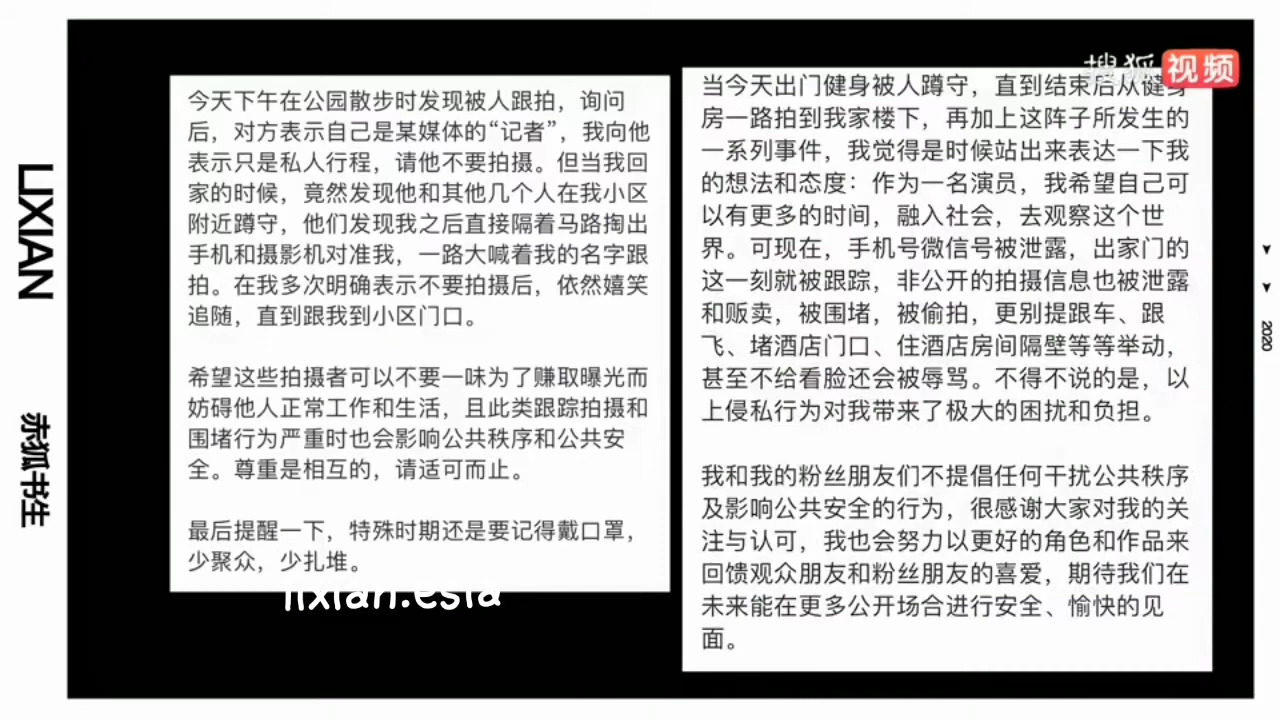 搜狐视频
LIXIAN
赤狐书生
今天下午在公园散步时发现被人跟拍，询问
后，对方表示自己是某媒体的“记者”，我向他
表示只是私人行程，请他不要拍摄。但当我回
家的时候，竟然发现他和其他几个人在我小区
附近蹲守，他们发现我之后直接隔着马路掏出
手机和摄影机对准我，一路大喊着我的名字跟
拍。在我多次明确表示不要拍摄后，依然嬉笑
追随，直到跟我到小区门口。
希望这些拍摄者可以不要一味为了赚取曝光而
妨碍他人正常工作和生活，且此类跟踪拍摄和
围堵行为严重时也会影响公共秩序和公共安
全。尊重是相互的，请适可而止。
最后提醒一下，特殊时期还是要记得戴口罩，
少聚众，少扎堆。
lixian.esla
当今天出门健身被人蹲守，直到结束后从健身
房一路拍到我家楼下，再加上这阵子所发生的
一系列事件，我觉得是时候站出来表达一下我
的想法和态度：作为一名演员，我希望自己可
以有更多的时间，融入社会，去观察这个世
界。可现在，手机号微信号被泄露，出家门的
这一刻就被跟踪，非公开的拍摄信息也被泄露
和贩卖，被围堵，被偷拍，更别提跟车、跟
飞、堵酒店门口、住酒店房间隔壁等等举动，
甚至不给看脸还会被辱骂。不得不说的是，以
上侵私行为对我带来了极大的困扰和负担。
我和我的粉丝朋友们不提倡任何干扰公共秩序
及影响公共安全的行为，很感谢大家对我的关
注与认可，我也会努力以更好的角色和作品来
回馈观众朋友和粉丝朋友的喜爱，期待我们在
未来能在更多公开场合进行安全、愉快的见
面。
2020